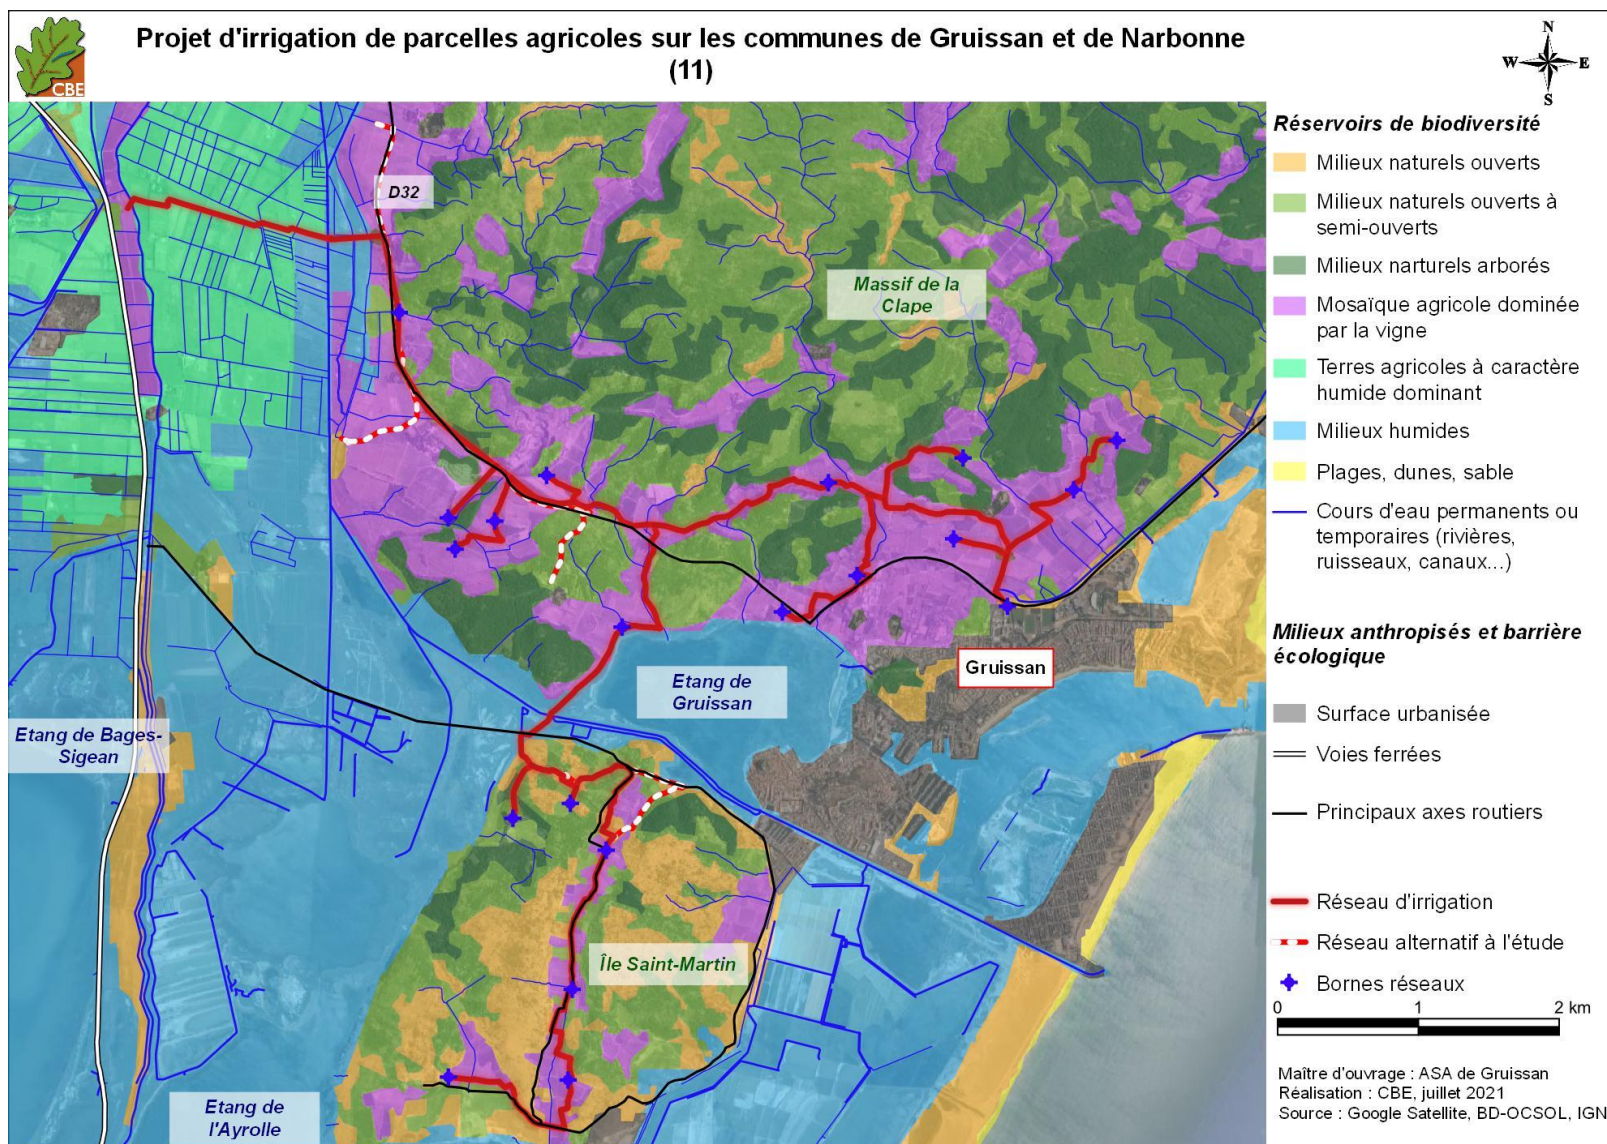 Projet d'irrigation de parcelles agricoles sur les communes de Gruissan et de Narbonne
(11)
CBE
N
W E
S
D32
Massif de la
Clape
Gruissan
Etang de
Gruissan
Etang de Bages-
Sigean
Île Saint-Martin
Etang de
l'Ayrolle
Réservoirs de biodiversité
Milieux naturels ouverts
Milieux naturels ouverts à
semi-ouverts
Milieux narturels arborés
Mosaïque agricole dominée
par la vigne
Terres agricoles à caractère
humide dominant
Milieux humides
Plages, dunes, sable
Cours d'eau permanents ou
temporaires (rivières,
ruisseaux, canaux...)
Milieux anthropisés et barrière
écologique
Surface urbanisée
Voies ferrées
Principaux axes routiers
Réseau d'irrigation
Réseau alternatif à l'étude
Bornes réseaux
0 1 2 km
Maître d'ouvrage : ASA de Gruissan
Réalisation : CBE, juillet 2021
Source : Google Satellite, BD-OCSOL, IGN